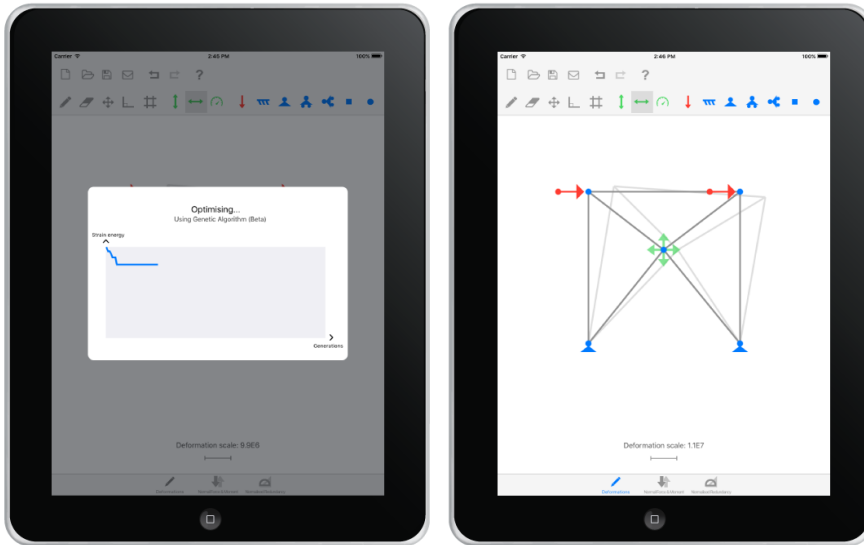 Carrier
2:45 PM
100%
?
Optimising...
Using Genetic Algorithm (Beta)
Strain energy
Generations
Deformation scale: 9.9E6
Deformations
Carrier
2:46 PM
100%
?
Deformation scale: 1.1E7
Deformations